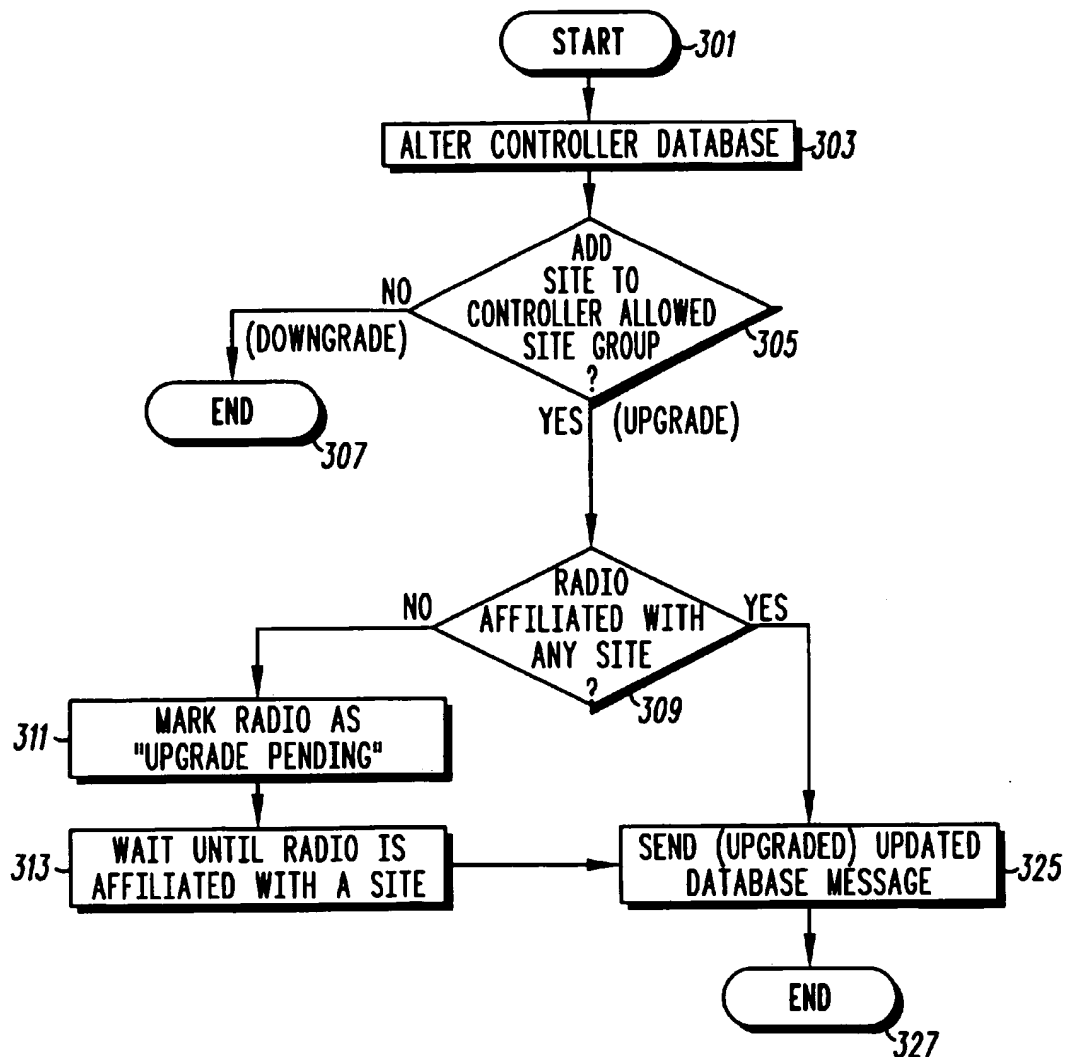 START
301
ALTER CONTROLLER DATABASE
303
ADD
SITE TO
CONTROLLER ALLOWED
SITE GROUP
?
305
NO
(DOWNGRADE)
END
307
YES (UPGRADE)
RADIO
AFFILIATED WITH
ANY SITE
?
309
NO
YES
311
MARK RADIO AS
"UPGRADE PENDING"
313
WAIT UNTIL RADIO IS
AFFILIATED WITH A SITE
SEND (UPGRADED) UPDATED
DATABASE MESSAGE
325
END
327